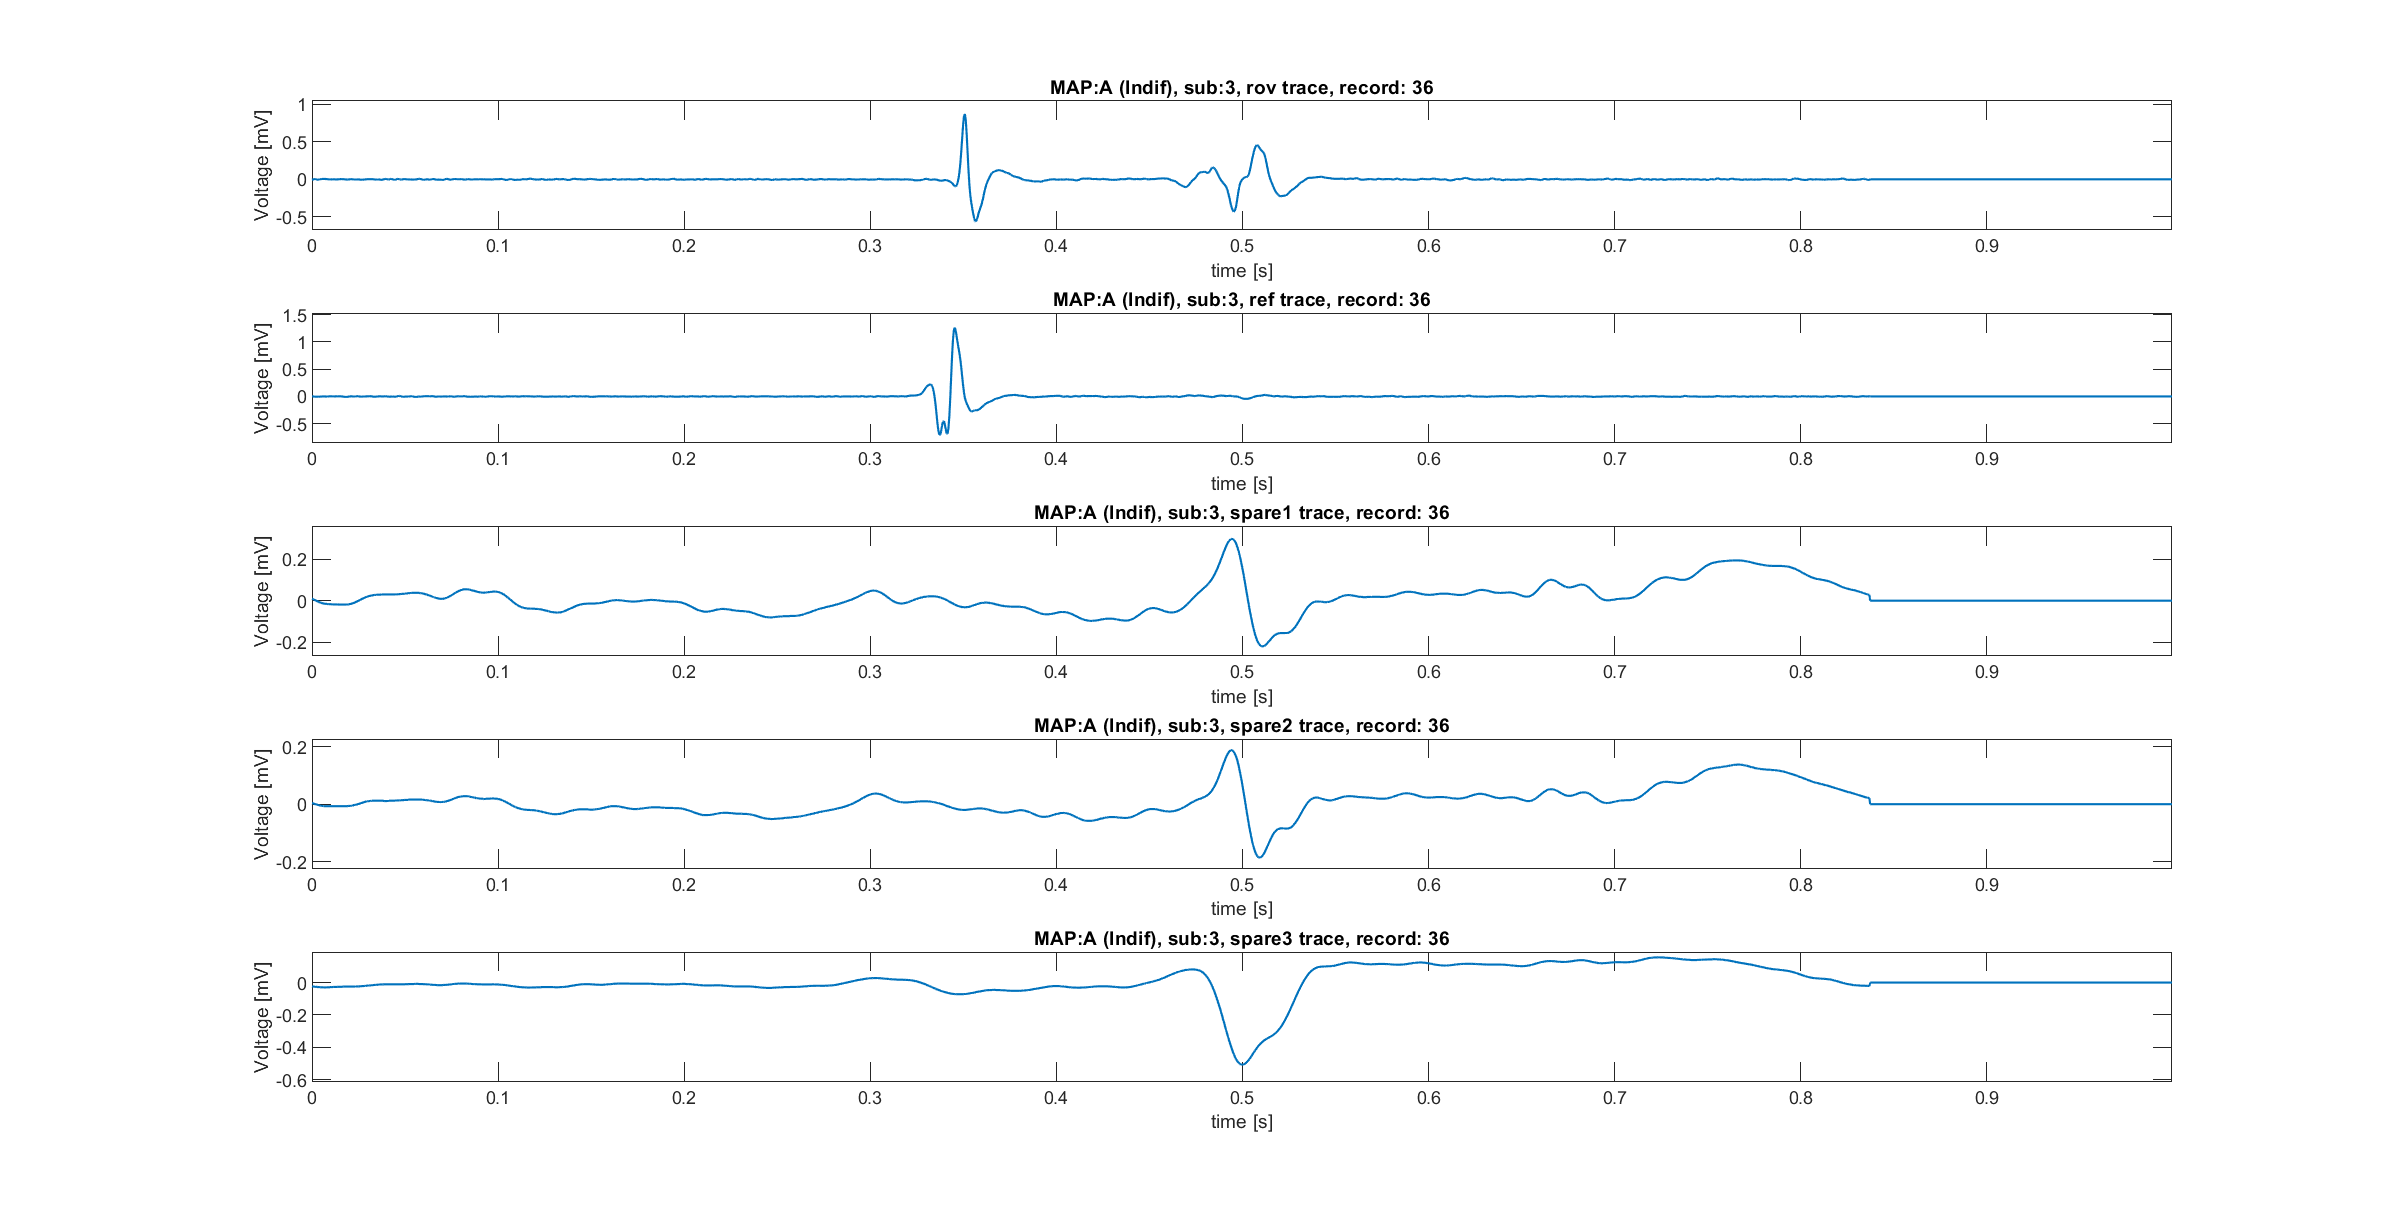 MAP:A (Indif), sub:3, rov trace, record: 36
Voltage [mV]
1
0.5
0
-0.5
0 0.1 0.2 0.3 0.4 0.5 0.6 0.7 0.8 0.9
time [s]
MAP:A (Indif), sub:3, ref trace, record: 36
Voltage [mV]
1.5
1
0.5
0
-0.5
0 0.1 0.2 0.3 0.4 0.5 0.6 0.7 0.8 0.9
time [s]
MAP:A (Indif), sub:3, spare1 trace, record: 36
Voltage [mV]
0.2
0
-0.2
0 0.1 0.2 0.3 0.4 0.5 0.6 0.7 0.8 0.9
time [s]
MAP:A (Indif), sub:3, spare2 trace, record: 36
Voltage [mV]
0.2
0
-0.2
0 0.1 0.2 0.3 0.4 0.5 0.6 0.7 0.8 0.9
time [s]
MAP:A (Indif), sub:3, spare3 trace, record: 36
Voltage [mV]
0
-0.2
-0.4
-0.6
0 0.1 0.2 0.3 0.4 0.5 0.6 0.7 0.8 0.9
time [s]